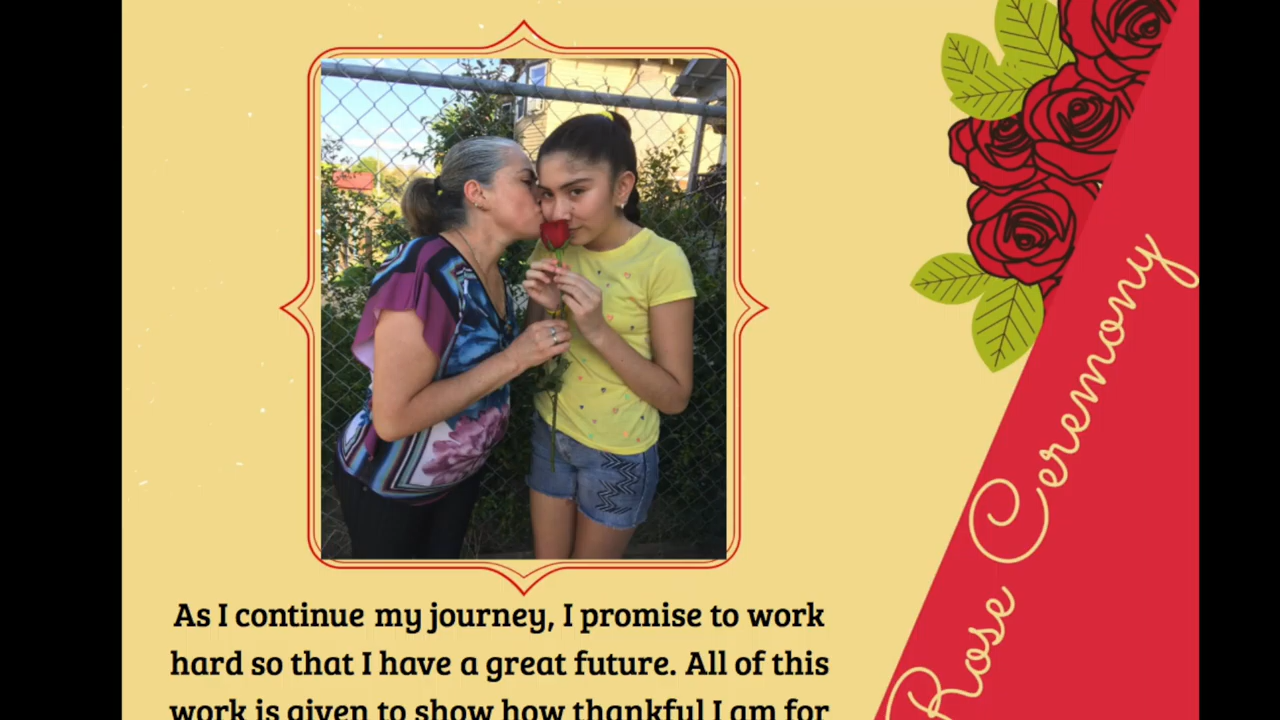 As I continue my journey, I promise to work
hard so that I have a great future. All of this
work is given to show how thankful I am for
Rose Ceremony